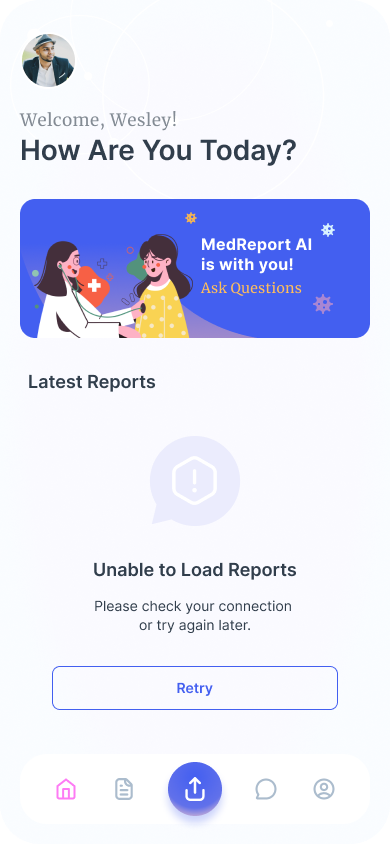 Welcome, Wesley!
How Are You Today?
MedReport AI
is with you!
Ask Questions
Latest Reports
Unable to Load Reports
Please check your connection
or try again later.
Retry